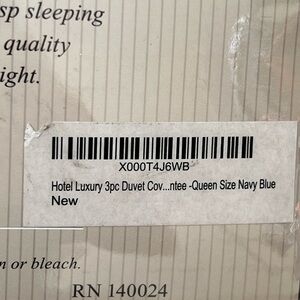 sp sleeping
quality
ight.
X000T4J6WB
Hotel Luxury 3pc Duvet Cov...ntee -Queen Size Navy Blue
New
n or bleach.
RN 140024